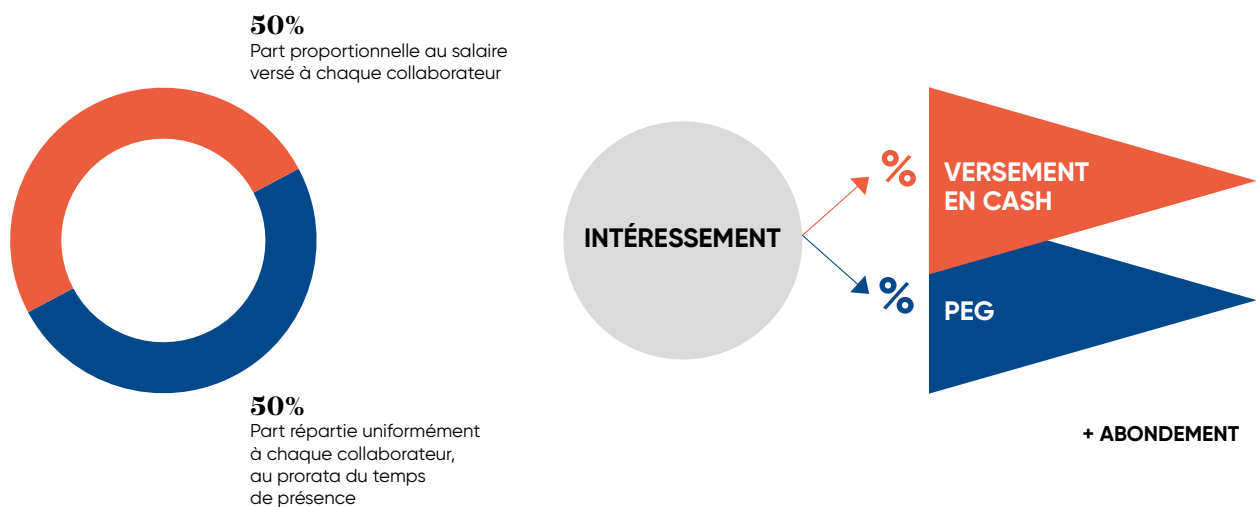 50%
Part proportionnelle au salaire
versé à chaque collaborateur
50%
Part répartie uniformément
à chaque collaborateur,
au prorata du temps
de présence
INTÉRESSEMENT
%
VERSEMENT
EN CASH
%
PEG
+ ABONDEMENT